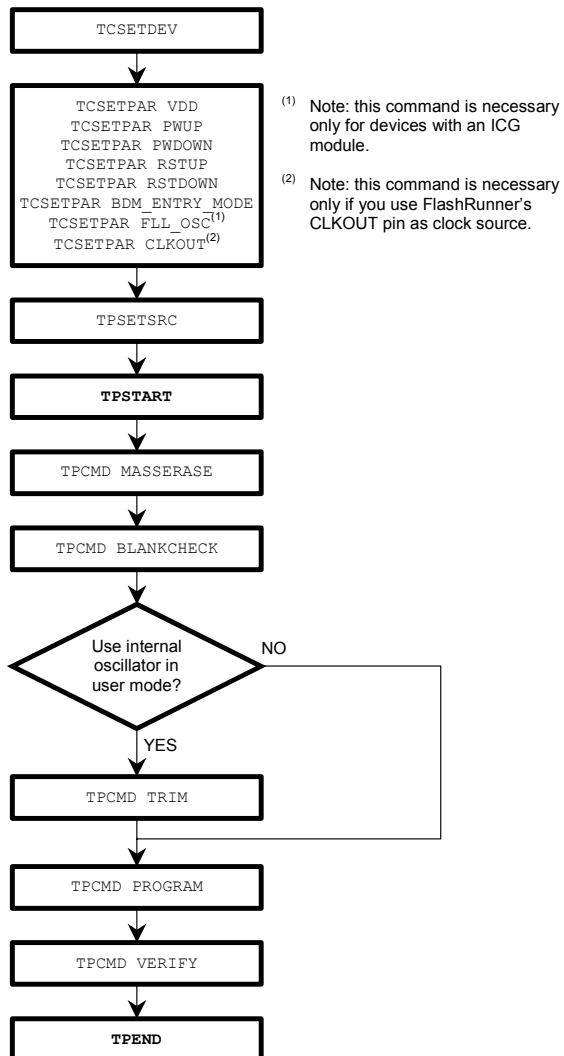 TCSETDEV
TCSETPAR VDD
TCSETPAR PWUP
TCSETPAR PWDOWN
TCSETPAR RSTUP
TCSETPAR RSTDOWN
TCSETPAR BDM_ENTRY_MODE
TCSETPAR FLL_OSC(1)
TCSETPAR CLKOUT(2)
(1) Note: this command is necessary
only for devices with an ICG
module.
(2) Note: this command is necessary
only if you use FlashRunner's
CLKOUT pin as clock source.
TPSETSRC
TPSTART
TPCMD MASSERASE
TPCMD BLANKCHECK
Use internal
oscillator in
user mode?
NO
YES
TPCMD TRIM
TPCMD PROGRAM
TPCMD VERIFY
TPEND